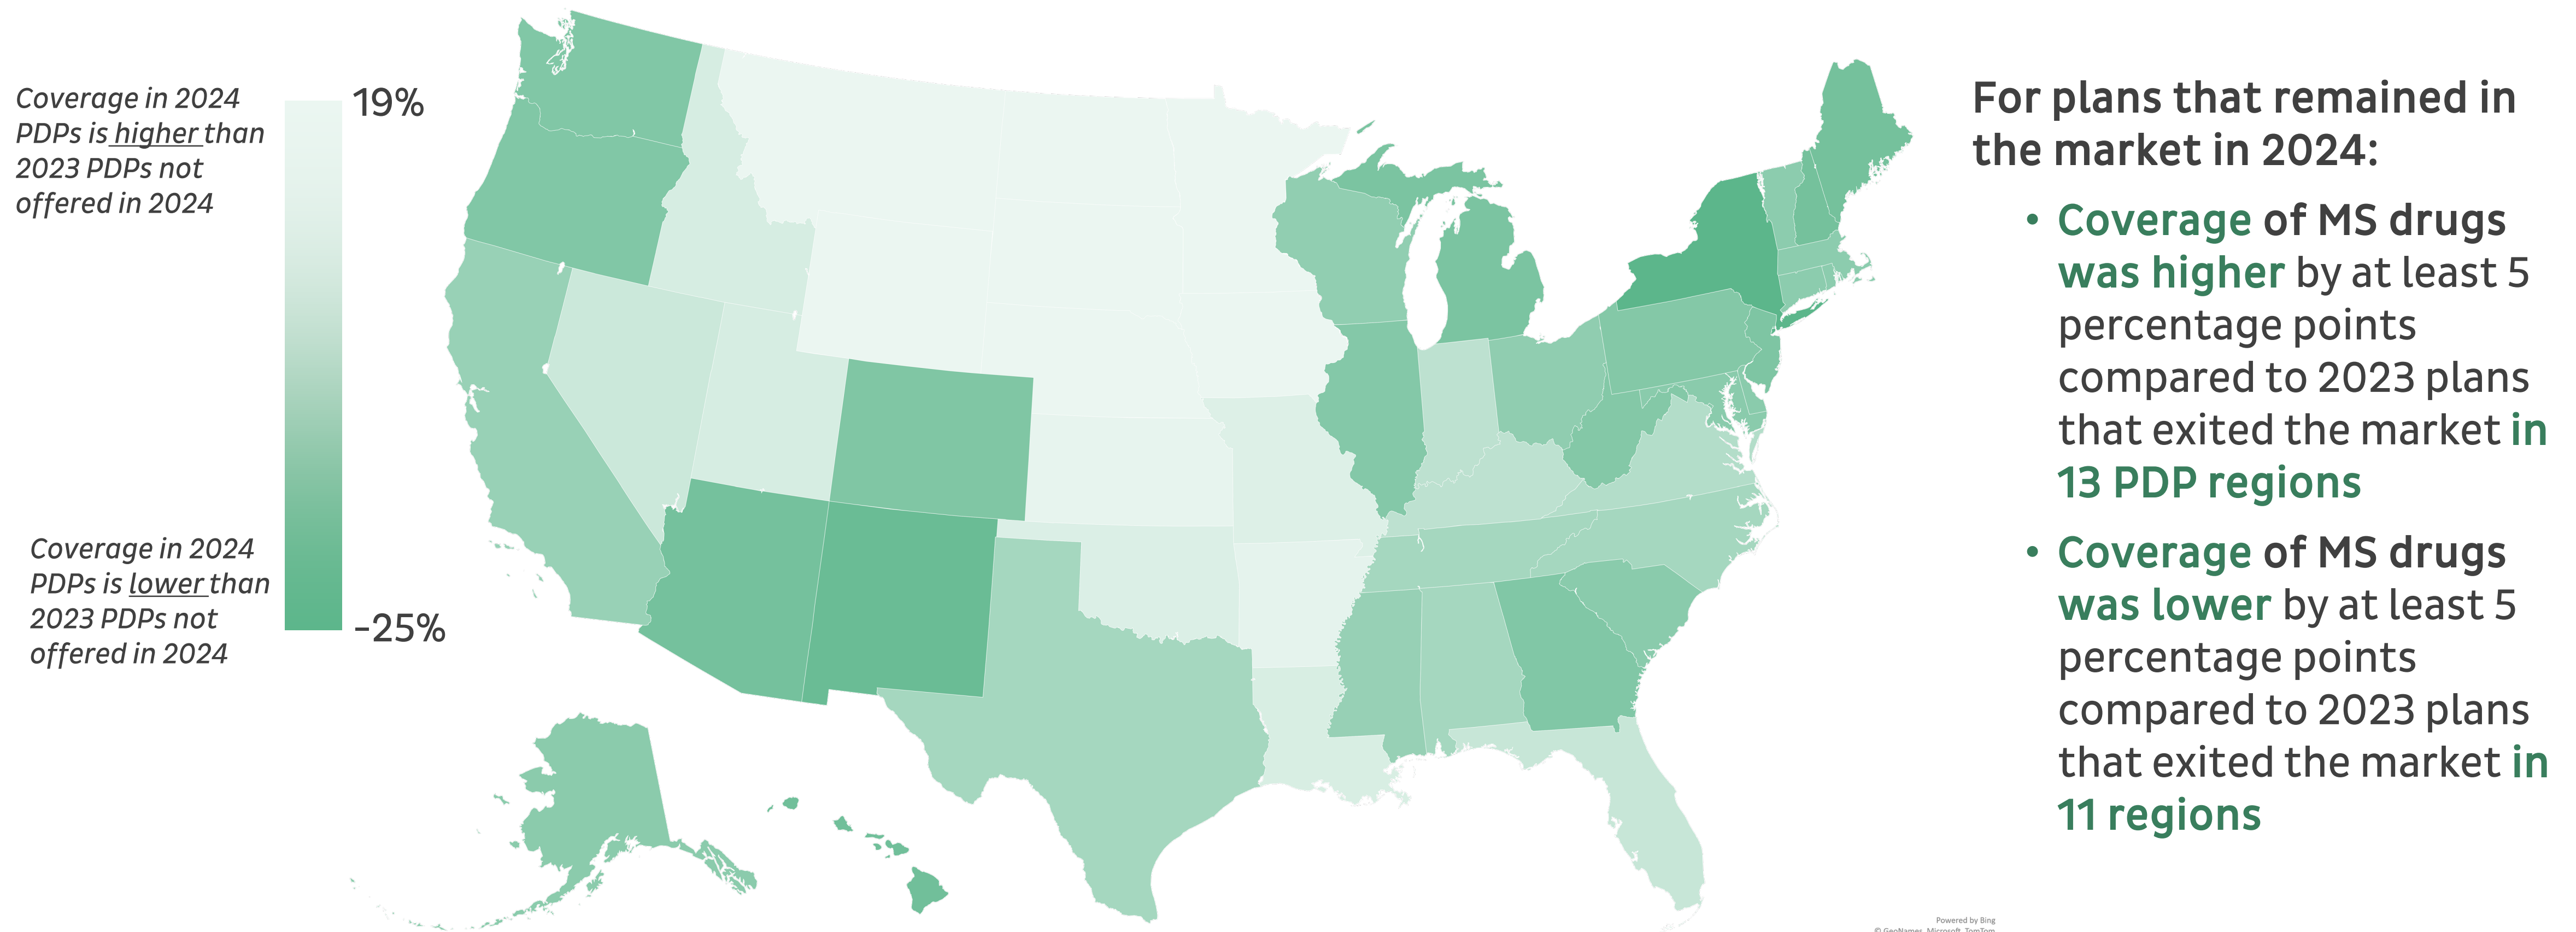 Coverage in 2024
PDPs is higher than
2023 PDPs not
offered in 2024
19%
Coverage in 2024
PDPs is lower than
2023 PDPs not
offered in 2024
-25%
For plans that remained in
the market in 2024:
• Coverage of MS drugs
was higher by at least 5
percentage points
compared to 2023 plans
that exited the market in
13 PDP regions
• Coverage of MS drugs
was lower by at least 5
percentage points
compared to 2023 plans
that exited the market in
11 regions
Powered by Bing
© GeoNames, Microsoft, TomTom